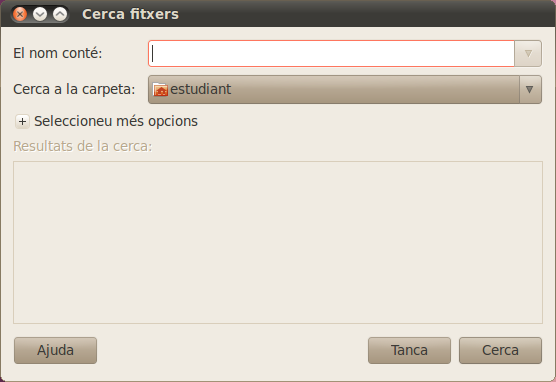 Cerca fitxers
El nom conté:
Cerca a la carpeta: estudiant
Seleccioneu més opcions
Resultats de la cerca:
Ajuda Tanca Cerca